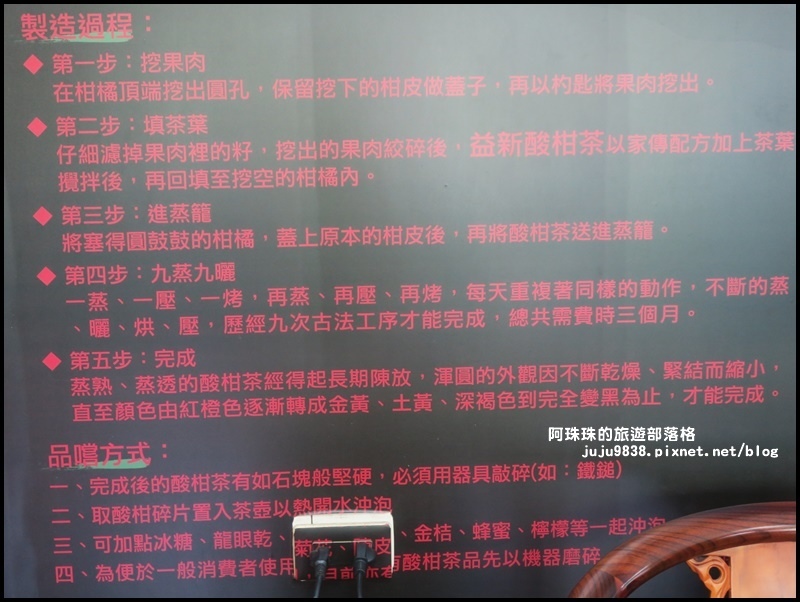 製造過程：
◆ 第一步：挖果肉
在柑橘頂端挖出圓孔，保留挖下的柑皮做蓋子，再以杓匙將果肉挖出。
◆ 第二步：填茶葉
仔細濾掉果肉裡的籽，挖出的果肉絞碎後，益新酸柑茶以家傳配方加上茶葉
攪拌後，再回填至挖空的柑橘內。
◆ 第三步：進蒸籠
將塞得圓鼓鼓的柑橘，蓋上原本的柑皮後，再將酸柑茶送進蒸籠。
◆ 第四步：九蒸九曬
一蒸、一壓、一烤，再蒸、再壓、再烤，每天重複著同樣的動作，不斷的蒸
、曬、烘、壓，歷經九次古法工序才能完成，總共需費時三個月。
◆ 第五步：完成
蒸熟、蒸透的酸柑茶經得起長期陳放，渾圓的外觀因不斷乾燥、緊結而縮小，
直至顏色由紅橙色逐漸轉成金黃、土黃、深褐色到完全變黑為止，才能完成。
阿珠珠的旅遊部落格
juju9838.pixnet.net/blog
品嚐方式：
一、完成後的酸柑茶有如石塊般堅硬，必須用器具敲碎(如：鐵鎚)
二、取酸柑碎片置入茶壺以熱開水沖泡
三、可加點冰糖、龍眼乾、菊花、陳皮、金桔、蜂蜜、檸檬等一起沖泡
四、為便於一般消費者使用，目前 酸柑茶品先以機器磨碎